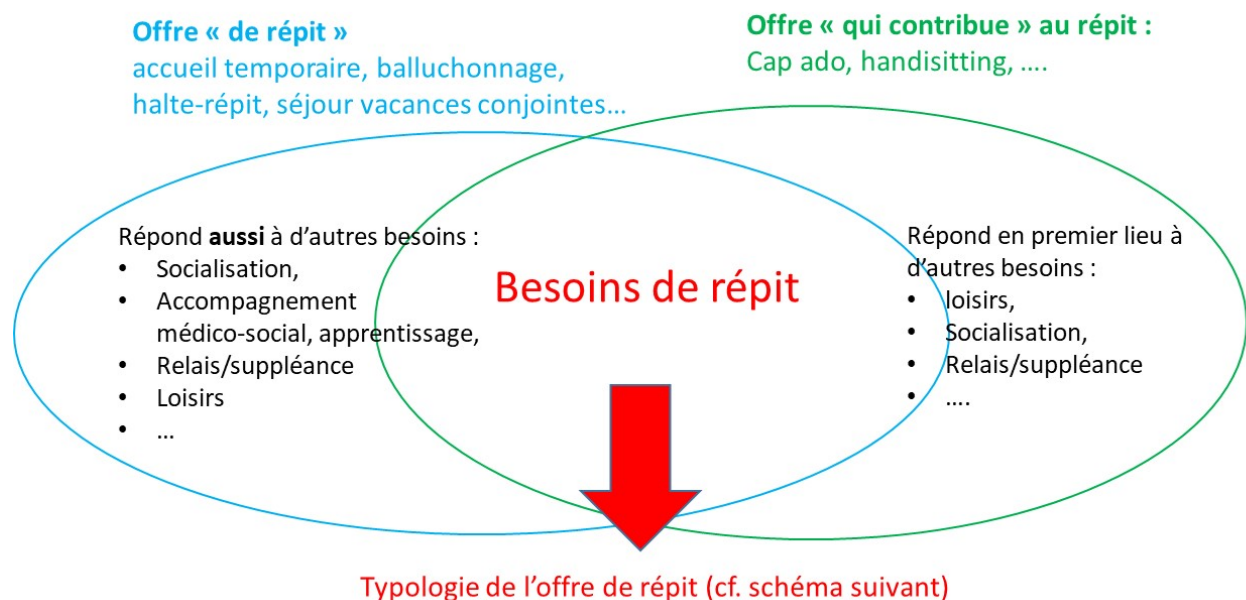 Offre « de répit »
accueil temporaire, balluchonnage,
halte-répit, séjour vacances conjointes...
Offre « qui contribue » au répit :
Cap ado, handisitting, ....
Répond aussi à d'autres besoins :
• Socialisation,
• Accompagnement
médico-social, apprentissage,
• Relais/suppléance
• Loisirs
• ...
Besoins de répit
Répond en premier lieu à
d'autres besoins :
• loisirs,
• Socialisation,
• Relais/suppléance
• ....
Typologie de l'offre de répit (cf. schéma suivant)